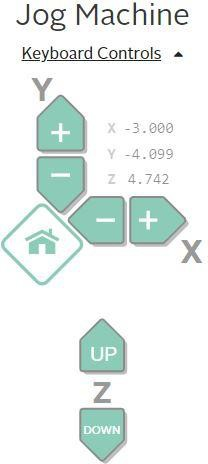 Jog Machine
Keyboard Controls
Y
+
X -3.000
Y -4.099
−
Z 4.742
− +
X
UP
Z
DOWN